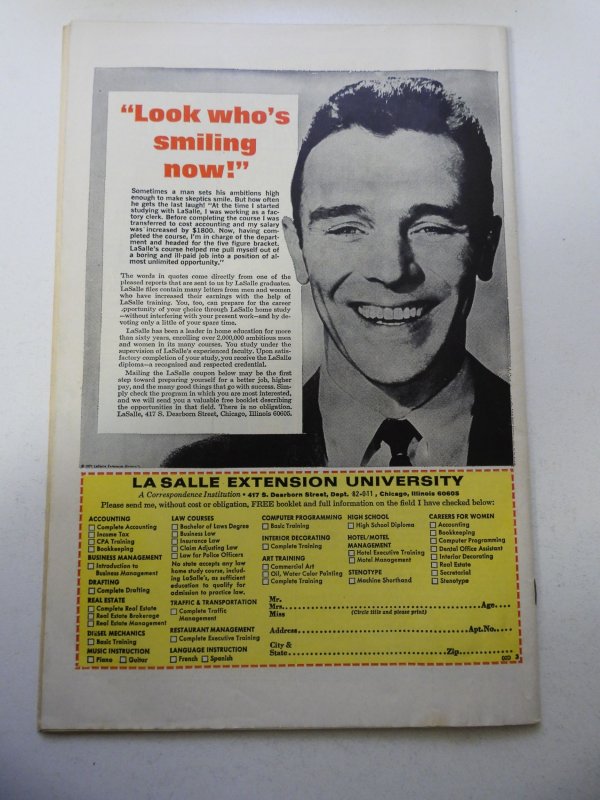 “Look who’s
smiling
now!”
Sometimes a man sets his ambitions high
enough to make skeptics smile. But how often
he gets the last laugh! “At the time I started
studying with LaSalle, I was working as a fac-
tory clerk. Before completing the course I was
transferred to cost accounting and my salary
was increased by $1800. Now, having com-
pleted the course, I’m in charge of the depart-
ment and headed for the five figure bracket.
LaSalle’s course helped me pull myself out of
a boring and ill-paid job into a position of al-
most unlimited opportunity.”
The words in quotes come directly from one of the
pleased reports that are sent to us by LaSalle graduates.
LaSalle files contain many letters from men and women
who have increased their earnings with the help of
LaSalle training. You, too, can prepare for the career
opportunity of your choice through LaSalle home study
—without interfering with your present work—and by de-
voting only a little of your spare time.
LaSalle has been a leader in home education for more
than sixty years, enrolling over 2,000,000 ambitious men
and women in its many courses. You study under the
supervision of LaSalle’s experienced faculty. Upon satis-
factory completion of your study, you receive the LaSalle
diploma—a recognized and respected credential.
Mailing the LaSalle coupon below may be the first
step toward preparing yourself for a better job, higher
pay, and the many good things that go with success. Sim-
ply check the program in which you are most interested,
and we will send you a valuable free booklet describing
the opportunities in that field. There is no obligation.
LaSalle, 417 S. Dearborn Street, Chicago, Illinois 60605.
LA SALLE EXTENSION UNIVERSITY
A Correspondence Institution • 417 S. Dearborn Street, Dept. 82-011, Chicago, Illinois 60605
Please send me, without cost or obligation, FREE booklet and full information on the field I have checked below:
ACCOUNTING
Complete Accounting
Income Tax
CPA Training
Bookkeeping
BUSINESS MANAGEMENT
Introduction to
Business Management
DRAFTING
Complete Drafting
REAL ESTATE
Complete Real Estate
Real Estate Brokerage
Real Estate Management
DIESEL MECHANICS
Basic Training
MUSIC INSTRUCTION
Piano Guitar
LAW COURSES
Bachelor of Laws Degree
Business Law
Insurance Law
Claim Adjusting Law
Law for Police Officers
No state accepts any law
home study course, includ-
ing LaSalle’s, as sufficient
education to qualify for
admission to practice law.
TRAFFIC & TRANSPORTATION
Complete Traffic
Management
RESTAURANT MANAGEMENT
Complete Executive Training
LANGUAGE INSTRUCTION
French Spanish
COMPUTER PROGRAMMING
Basic Training
INTERIOR DECORATING
Complete Training
ART TRAINING
Commercial Art
Oil, Water Color Painting
Complete Training
HIGH SCHOOL
High School Diploma
HOTEL/MOTEL
MANAGEMENT
Hotel Executive Training
Motel Management
STENOTYPE
Machine Shorthand
CAREERS FOR WOMEN
Accounting
Bookkeeping
Computer Programming
Dental Office Assistant
Interior Decorating
Real Estate
Secretarial
Stenotype
Mr.
Mrs. Age
Miss (Circle title and please print)
Address Apt.No.
City &
State Zip
020 3